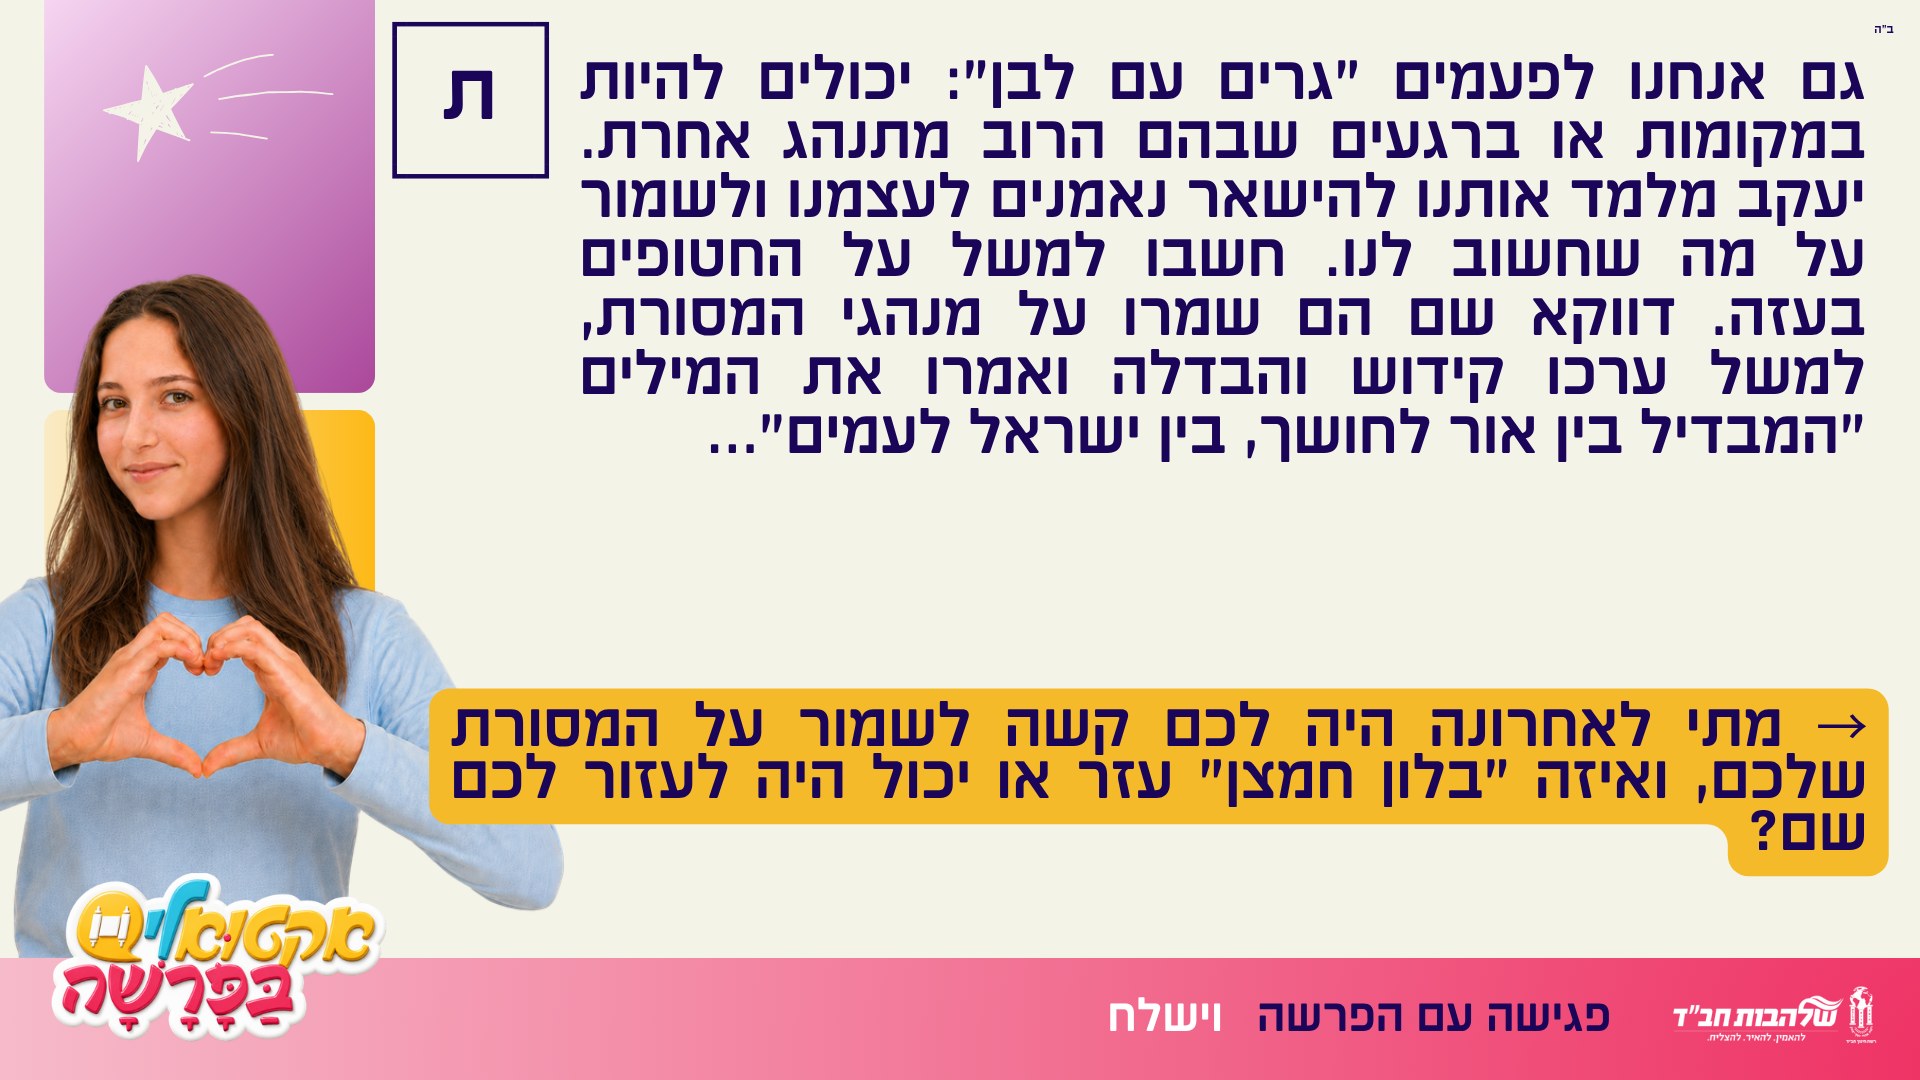 ב"ה
ת
גם אנחנו לפעמים "גרים עם לבן": יכולים להיות
במקומות או ברגעים שבהם הרוב מתנהג אחרת.
יעקב מלמד אותנו להישאר נאמנים לעצמנו ולשמור
על מה שחשוב לנו. חשבו למשל על החטופים
בעזה. דווקא שם הם שמרו על מנהגי המסורת,
למשל ערכו קידוש והבדלה ואמרו את המילים
"המבדיל בין אור לחושך, בין ישראל לעמים"...
→ מתי לאחרונה היה לכם קשה לשמור על המסורת
שלכם, ואיזה "בלון חמצן" עזר או יכול היה לעזור לכם
שם?
אקטואלים
בַּפָּרָשָׁה
פגישה עם הפרשה וישלח
שלהבות חב"ד
להאמין. להאיר. להצליח.